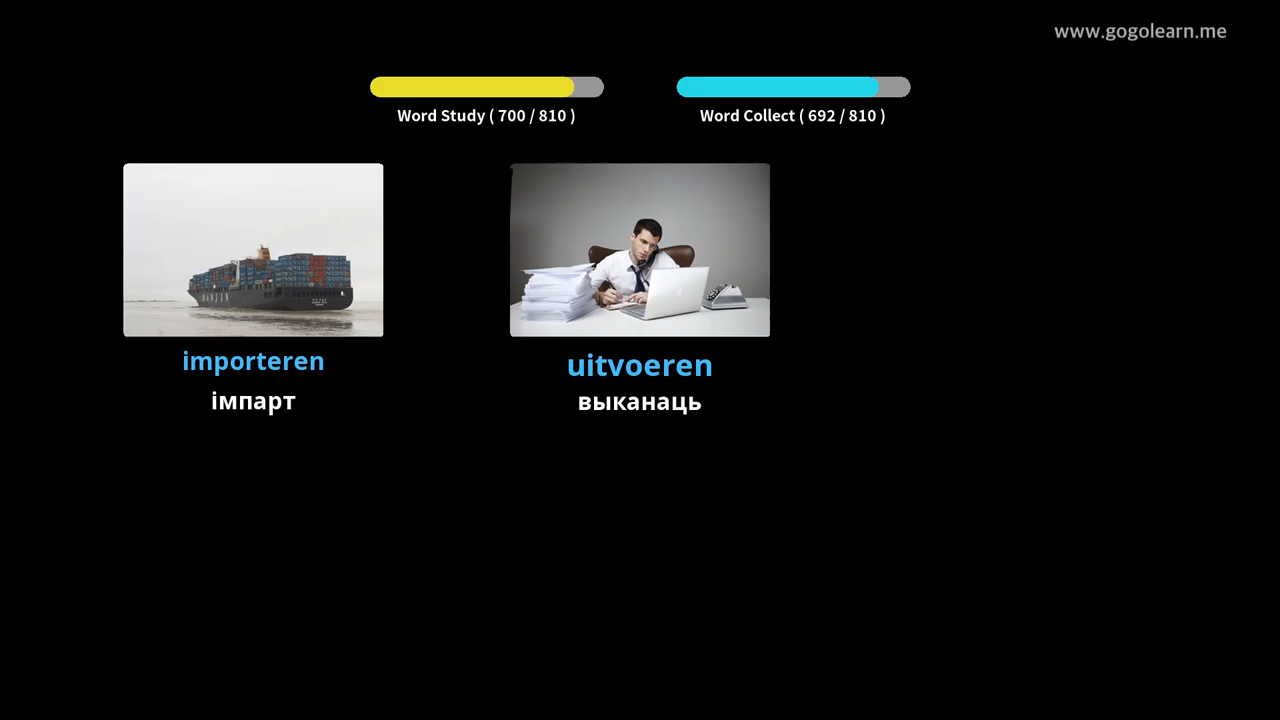 www.gogolearn.me
Word Study ( 700 / 810 )
Word Collect ( 692 / 810 )
importeren
імпарт
uitvoeren
выканаць